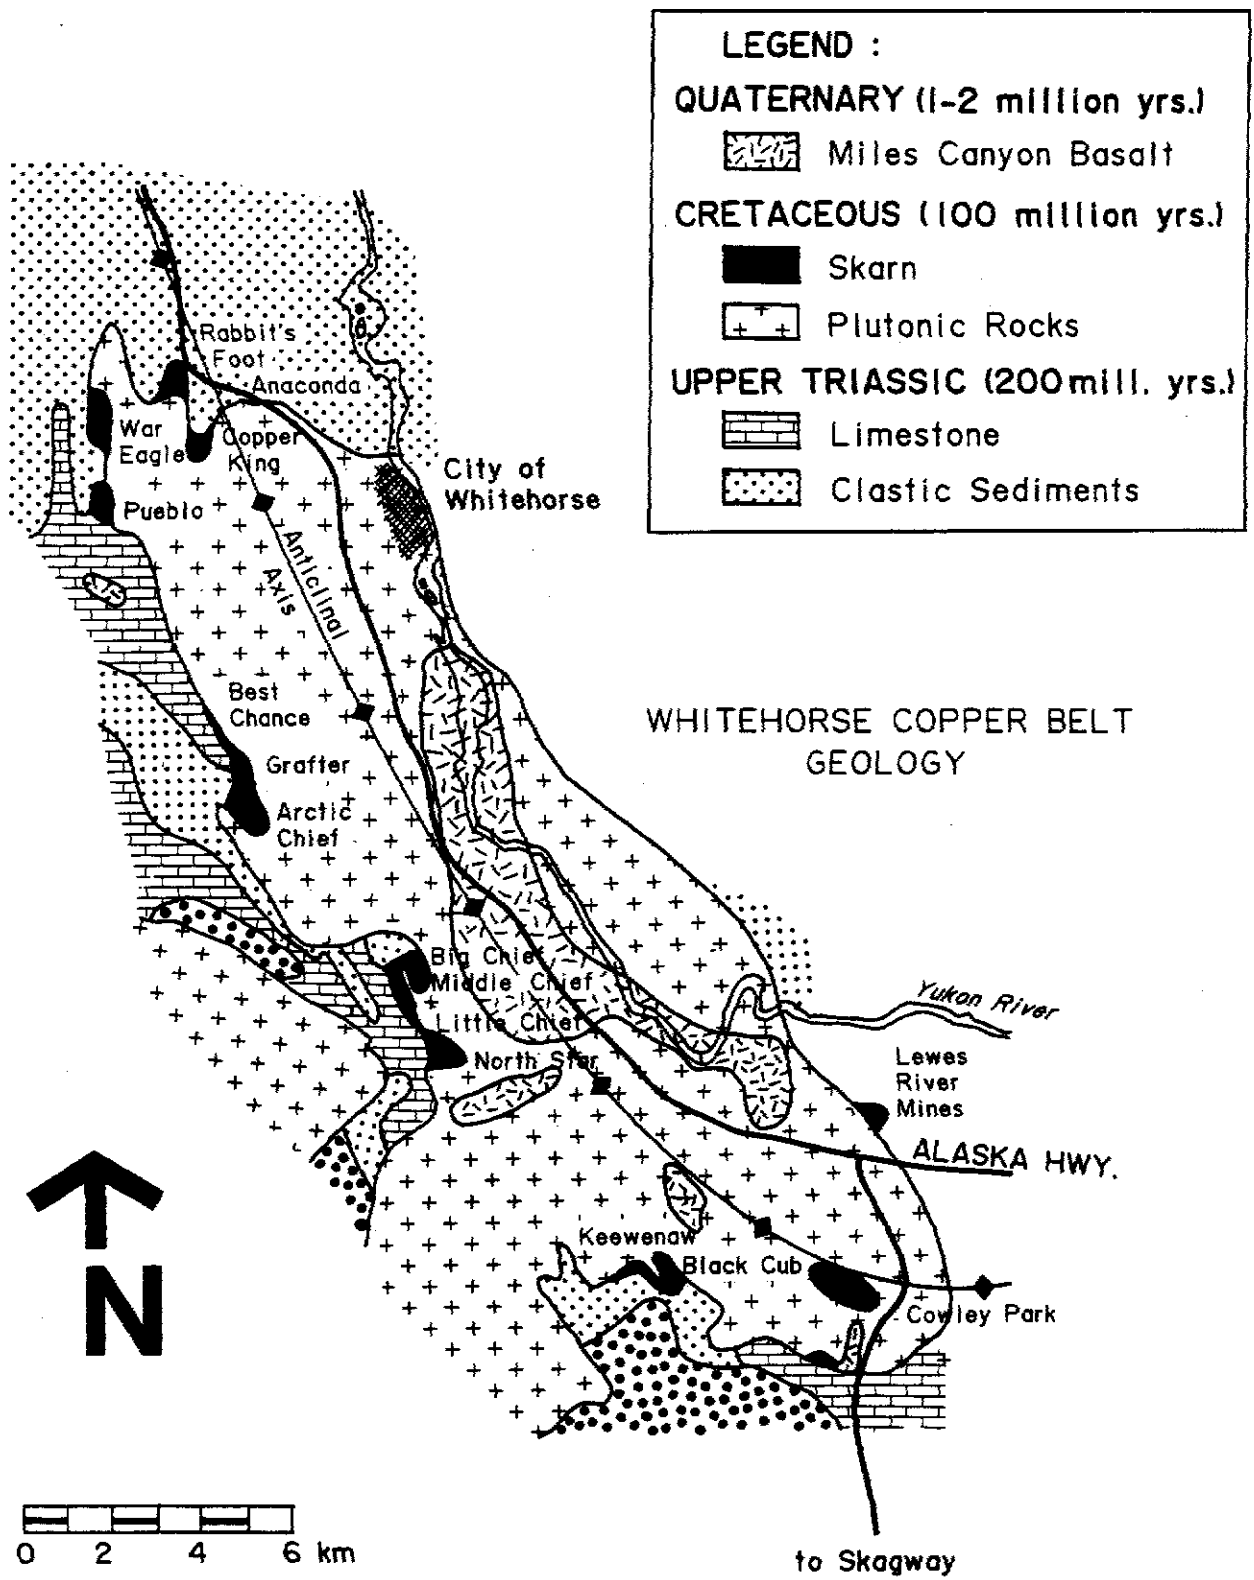 LEGEND :
QUATERNARY (1-2 million yrs.)
Miles Canyon Basalt
CRETACEOUS (100 million yrs.)
Skarn
Plutonic Rocks
UPPER TRIASSIC (200 mill. yrs.)
Limestone
Clastic Sediments
Rabbit's
Foot
Anaconda
War
Eagle
Copper
King
City of
Whitehorse
Pueblo
Anticlinal
Axis
Best
Chance
WHITEHORSE COPPER BELT
GEOLOGY
Grafter
Arctic
Chief
Big Chief
Middle Chief
Little Chief
North Star
Yukon River
Lewes
River
Mines
ALASKA HWY.
Keewenaw
Black Cub
Cowley Park
N
0 2 4 6 km
to Skagway